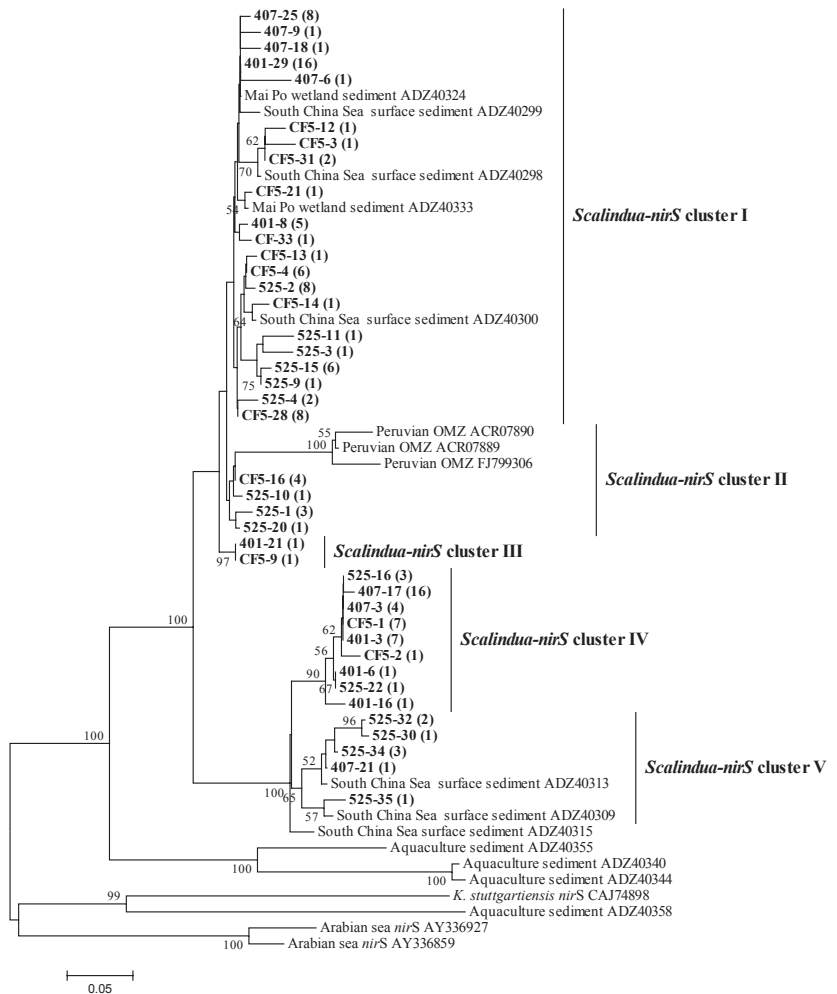 407-25 (8)
407-9 (1)
407-18 (1)
401-29 (16)
407-6 (1)
Mai Po wetland sediment ADZ40324
South China Sea surface sediment ADZ40299
CF5-12 (1)
62
CF5-3 (1)
CF5-31 (2)
70
South China Sea surface sediment ADZ40298
CF5-21 (1)
54
Mai Po wetland sediment ADZ40333
Scalindua-nirS cluster I
401-8 (5)
CF-33 (1)
CF5-13 (1)
CF5-4 (6)
525-2 (8)
CF5-14 (1)
64
South China Sea surface sediment ADZ40300
525-11 (1)
525-3 (1)
525-15 (6)
75
525-9 (1)
525-4 (2)
CF5-28 (8)
55
Peruvian OMZ ACR07890
100
Peruvian OMZ ACR07889
Peruvian OMZ FJ799306
CF5-16 (4)
Scalindua-nirS cluster II
525-10 (1)
525-1 (3)
525-20 (1)
401-21 (1)
Scalindua-nirS cluster III
97
CF5-9 (1)
525-16 (3)
407-17 (16)
407-3 (4)
100
CF5-1 (7)
62
401-3 (7)
Scalindua-nirS cluster IV
56
CF5-2 (1)
90
401-6 (1)
67
525-22 (1)
401-16 (1)
96
525-32 (2)
525-30 (1)
100
525-34 (3)
52
407-21 (1)
Scalindua-nirS cluster V
South China Sea surface sediment ADZ40313
100
65
525-35 (1)
57
South China Sea surface sediment ADZ40309
South China Sea surface sediment ADZ40315
Aquaculture sediment ADZ40355
100
Aquaculture sediment ADZ40340
100
Aquaculture sediment ADZ40344
99
K. stuttgartiensis nirS CAJ74898
Aquaculture sediment ADZ40358
Arabian sea nirS AY336927
100
Arabian sea nirS AY336859
0.05